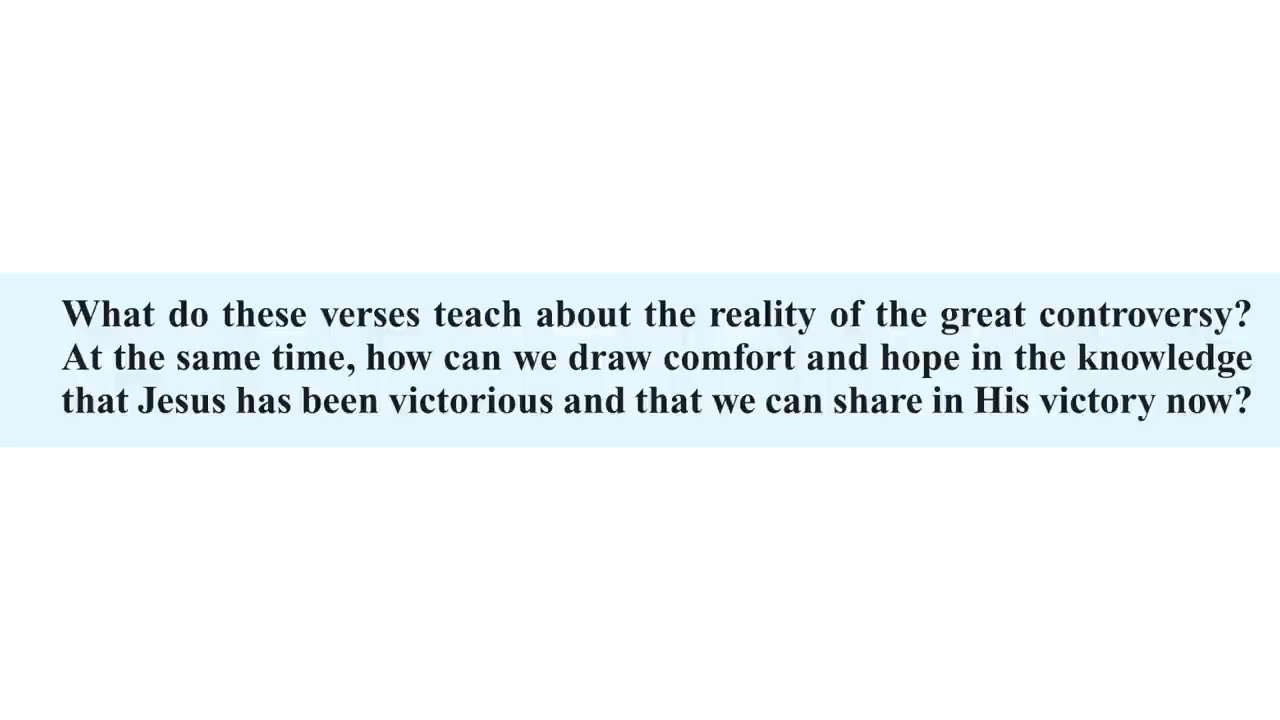 What do these verses teach about the reality of the great controversy?
At the same time, how can we draw comfort and hope in the knowledge
that Jesus has been victorious and that we can share in His victory now?